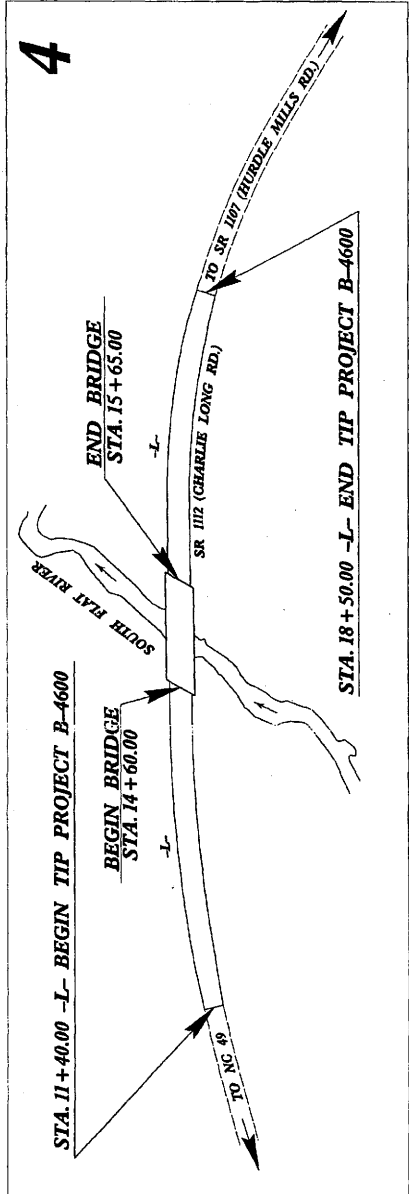 4
STA. 11+40.00 -L- BEGIN TIP PROJECT B-4600
BEGIN BRIDGE
STA. 14+60.00
-L-
TO NC 49
SOUTH FLAT RIVER
END BRIDGE
STA. 15+65.00
-L-
SR 1112 (CHARLIE LONG RD.)
TO SR 1107 (HURDLE MILLS RD.)
STA. 18+50.00 -L- END TIP PROJECT B-4600